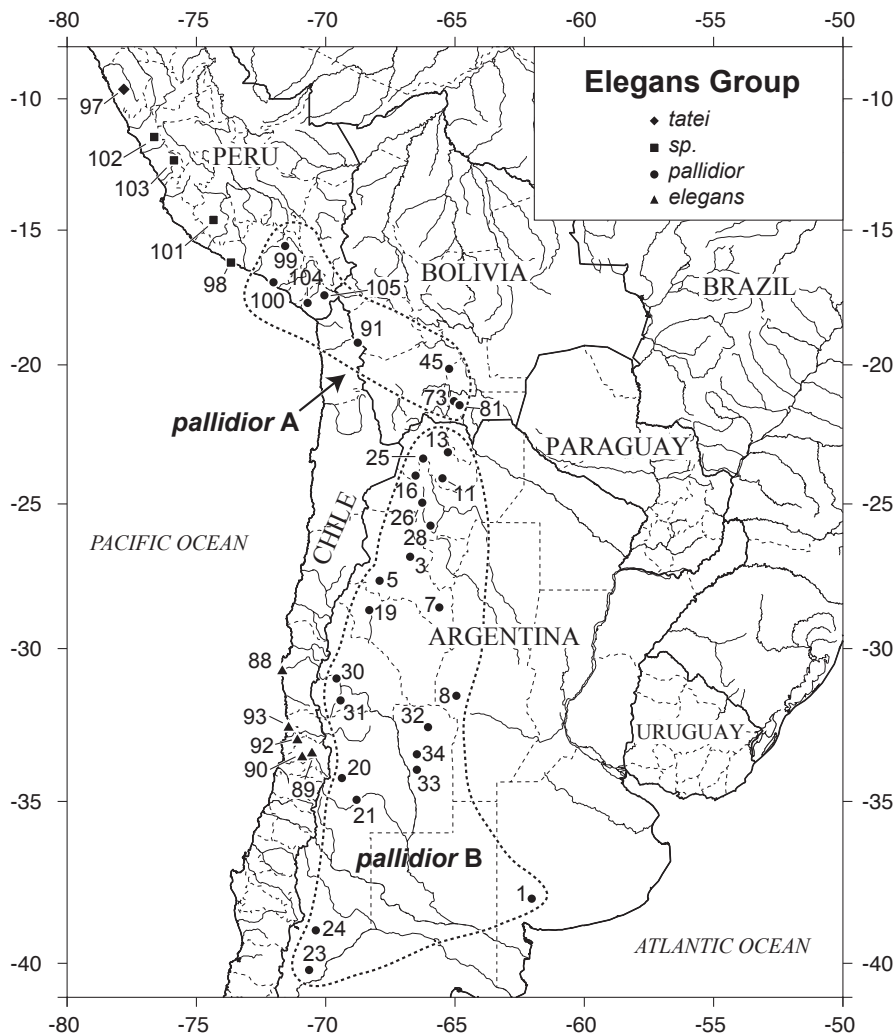 -80 -75 -70 -65 -60 -55 -50
-10
-15
-20
-25
-30
-35
-40
-10
-15
-20
-25
-30
-35
-40
Elegans Group
tatei
sp.
pallidior
elegans
97
102
103
PERU
101
98
99
104
100
105
BOLIVIA
BRAZIL
91
45
73
81
pallidior A
PARAGUAY
13
25
16
11
26
28
3
PACIFIC OCEAN
CHILE
5
19
7
ARGENTINA
88
30
31
8
32
93
92
90
89
34
33
20
21
URUGUAY
pallidior B
1
24
23
ATLANTIC OCEAN
-80 -75 -70 -65 -60 -55 -50